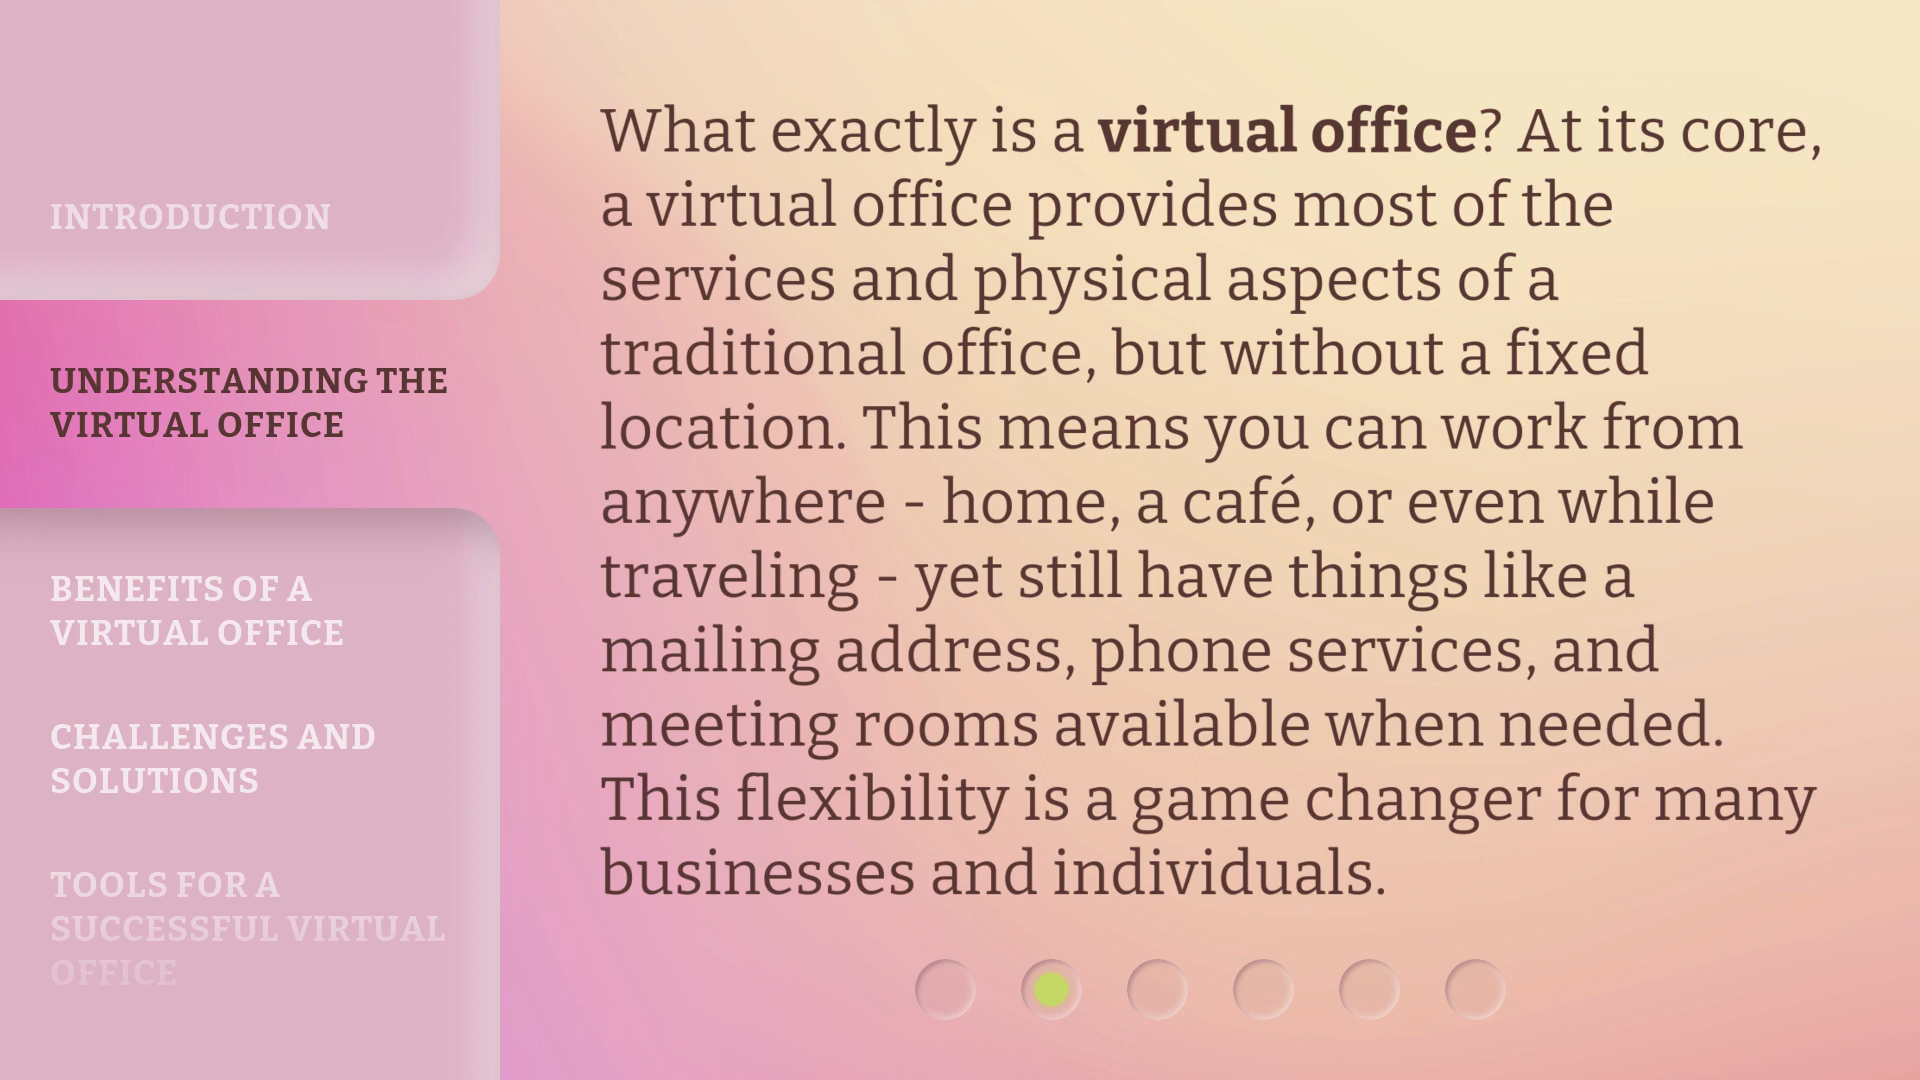 INTRODUCTION
UNDERSTANDING THE
VIRTUAL OFFICE
BENEFITS OF A
VIRTUAL OFFICE
CHALLENGES AND
SOLUTIONS
TOOLS FOR A
SUCCESSFUL VIRTUAL
OFFICE
What exactly is a virtual office? At its core,
a virtual office provides most of the
services and physical aspects of a
traditional office, but without a fixed
location. This means you can work from
anywhere - home, a café, or even while
traveling - yet still have things like a
mailing address, phone services, and
meeting rooms available when needed.
This flexibility is a game changer for many
businesses and individuals.